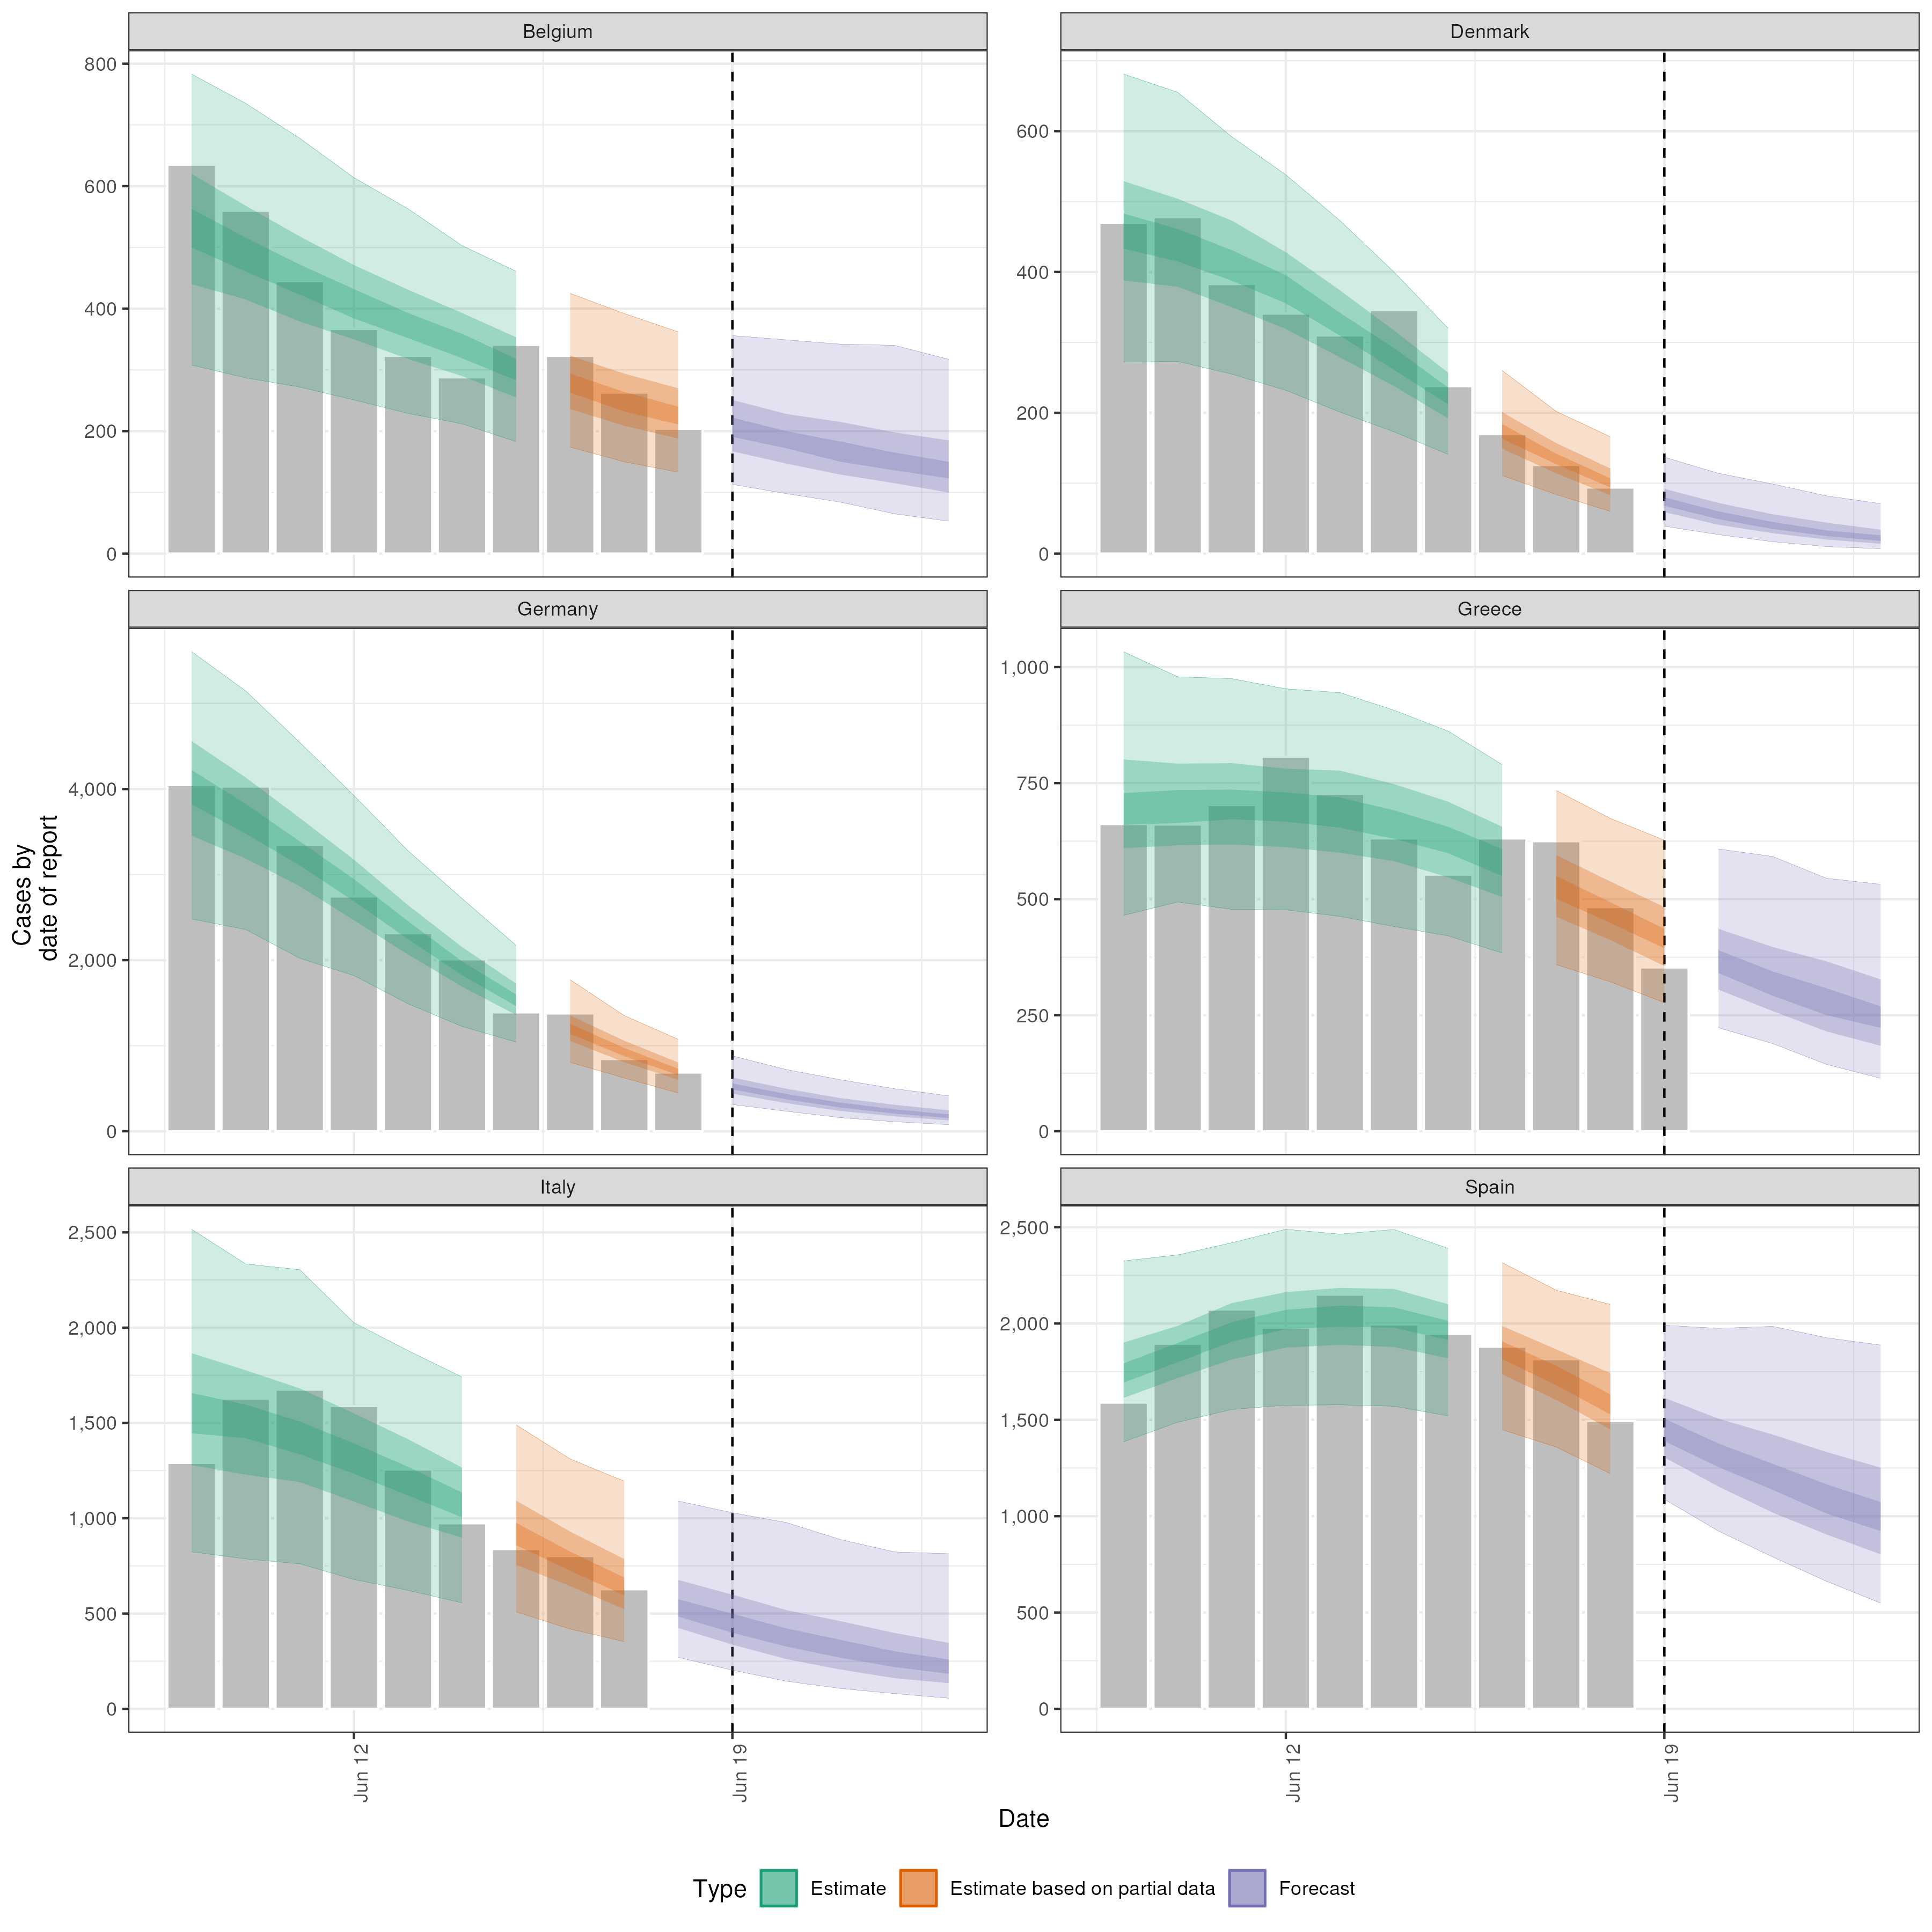 Belgium
Denmark
800
600
400
200
0
600
400
200
0
Germany
Greece
4,000
2,000
0
1,000
750
500
250
0
Cases by
date of report
Italy
Spain
2,500
2,000
1,500
1,000
500
0
2,500
2,000
1,500
1,000
500
0
Jun 12
Jun 19
Jun 12
Jun 19
Date
Type Estimate Estimate based on partial data Forecast